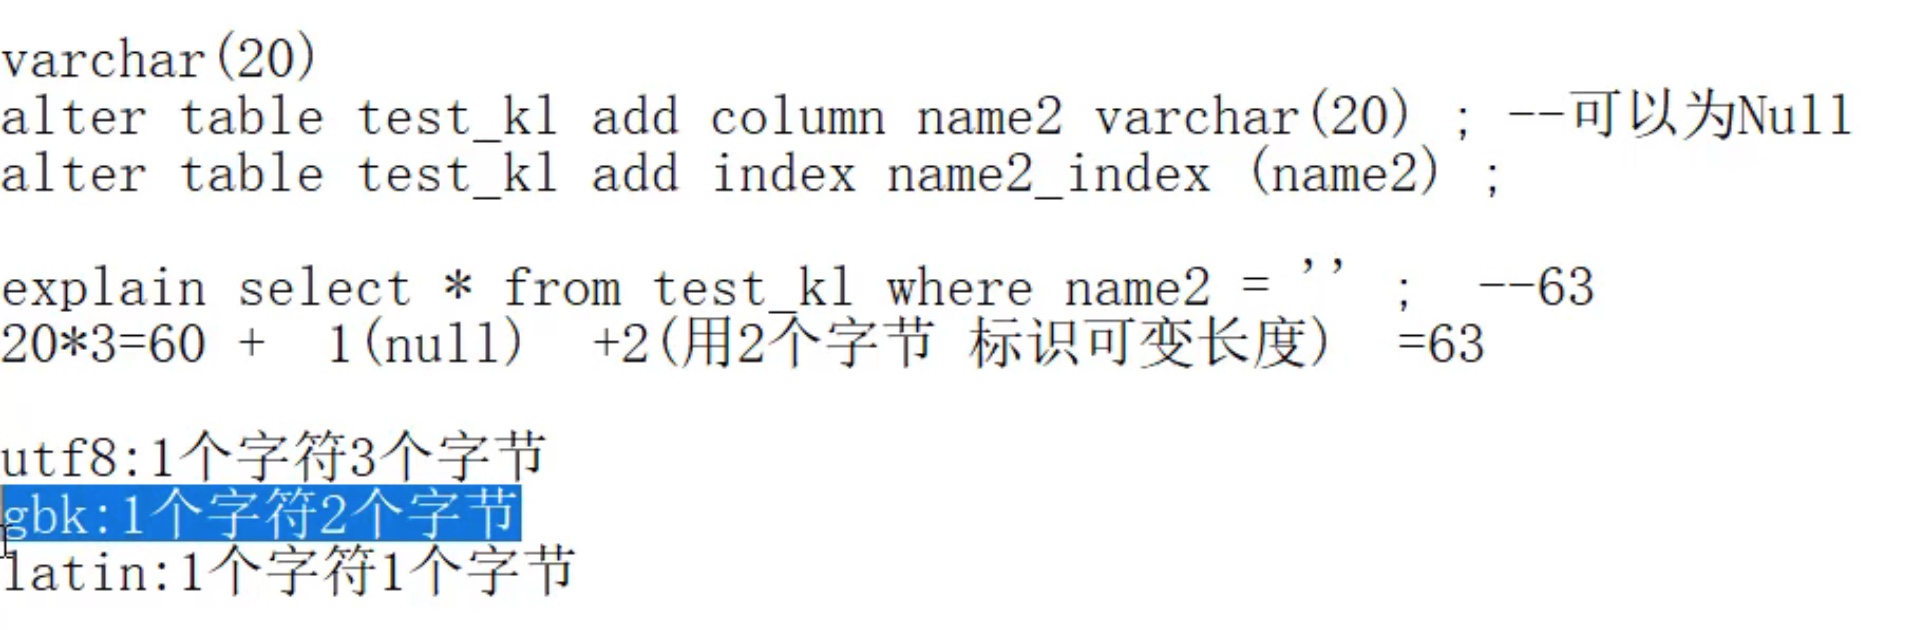 varchar(20)
alter table test_kl add column name2 varchar(20) ; --可以为Null
alter table test_kl add index name2_index (name2) ;
explain select * from test_kl where name2 = '' ; --63
20*3=60 + 1(null) +2(用2个字节 标识可变长度) =63
utf8:1个字符3个字节
gbk:1个字符2个字节
latin:1个字符1个字节